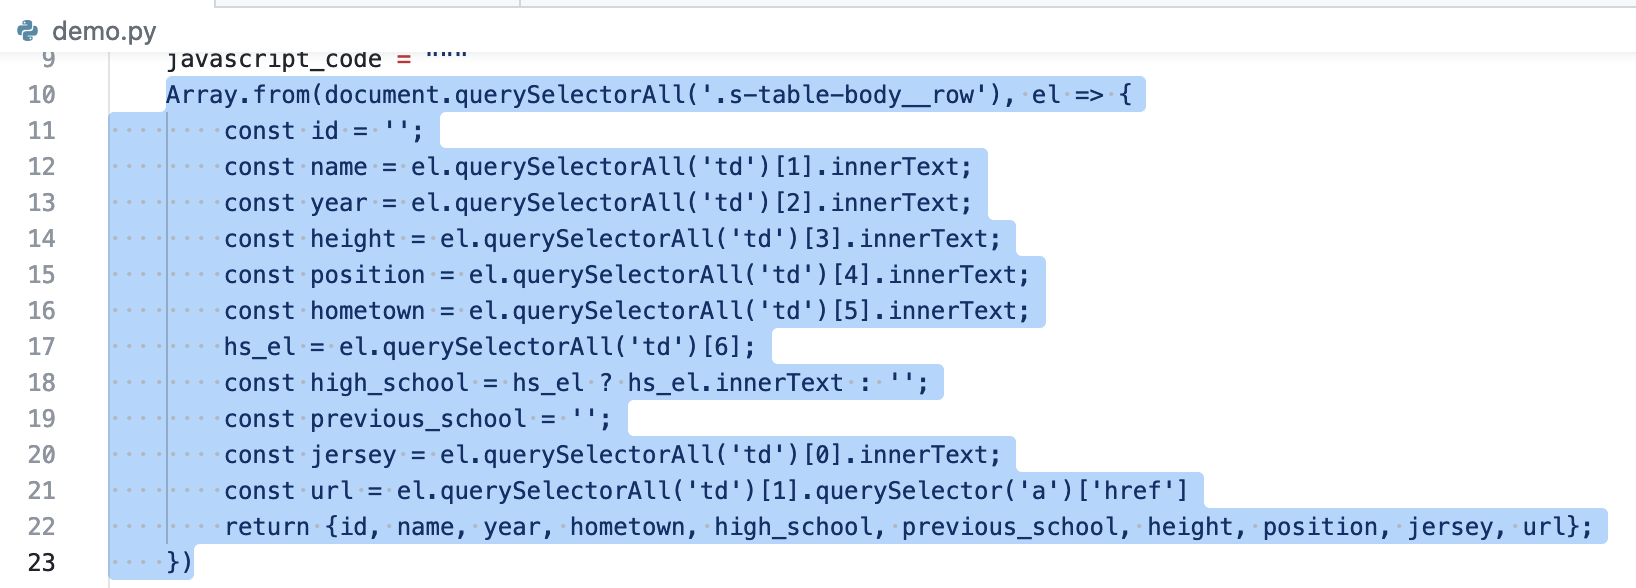 demo.py
9 javascript_code = """
10 Array.from(document.querySelectorAll('.s-table-body__row'), el => {
11 const id = '';
12 const name = el.querySelectorAll('td')[1].innerText;
13 const year = el.querySelectorAll('td')[2].innerText;
14 const height = el.querySelectorAll('td')[3].innerText;
15 const position = el.querySelectorAll('td')[4].innerText;
16 const hometown = el.querySelectorAll('td')[5].innerText;
17 hs_el = el.querySelectorAll('td')[6];
18 const high_school = hs_el ? hs_el.innerText : '';
19 const previous_school = '';
20 const jersey = el.querySelectorAll('td')[0].innerText;
21 const url = el.querySelectorAll('td')[1].querySelector('a')['href']
22 return {id, name, year, hometown, high_school, previous_school, height, position, jersey, url};
23 })